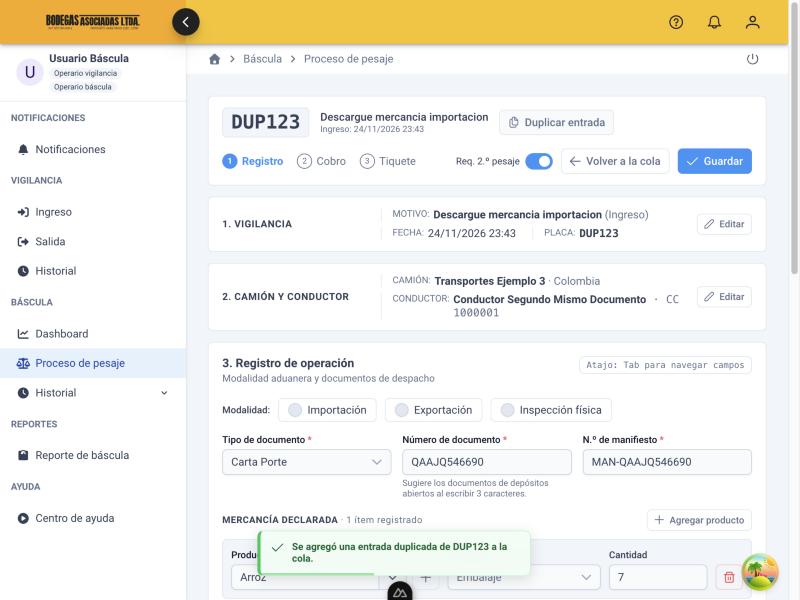 BODEGAS ASOCIADAS LTDA.
Báscula
Proceso de pesaje
U
Usuario Báscula
Operario vigilancia
Operario báscula
NOTIFICACIONES
Notificaciones
VIGILANCIA
Ingreso
Salida
Historial
BÁSCULA
Dashboard
Proceso de pesaje
Historial
REPORTES
Reporte de báscula
AYUDA
Centro de ayuda
DUP123
Descargue mercancia importacion
Ingreso: 24/11/2026 23:43
Duplicar entrada
1 Registro
2 Cobro
3 Tiquete
Req. 2.º pesaje
Volver a la cola
Guardar
1. VIGILANCIA
MOTIVO: Descargue mercancia importacion (Ingreso)
FECHA: 24/11/2026 23:43
PLACA: DUP123
Editar
2. CAMIÓN Y CONDUCTOR
CAMIÓN: Transportes Ejemplo 3 · Colombia
CONDUCTOR: Conductor Segundo Mismo Documento · CC
1000001
Editar
3. Registro de operación
Modalidad aduanera y documentos de despacho
Atajo: Tab para navegar campos
Modalidad:
Importación
Exportación
Inspección física
Tipo de documento *
Carta Porte
Número de documento *
QAAJQ546690
Sugiere los documentos de depósitos
abiertos al escribir 3 caracteres.
N.º de manifiesto *
MAN-QAAJQ546690
MERCANCÍA DECLARADA · 1 ítem registrado
Agregar producto
Produ
Arroz
Embalaje
Cantidad
7
Se agregó una entrada duplicada de DUP123 a la
cola.